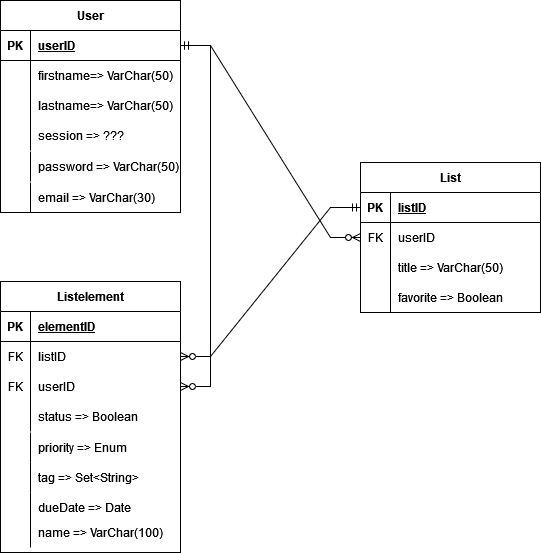 User
PK userID
firstname=> VarChar(50)
lastname=> VarChar(50)
session => ???
password => VarChar(50)
email => VarChar(30)
List
PK listID
FK userID
title => VarChar(50)
favorite => Boolean
Listelement
PK elementID
FK listID
FK userID
status => Boolean
priority => Enum
tag => Set<String>
dueDate => Date
name => VarChar(100)